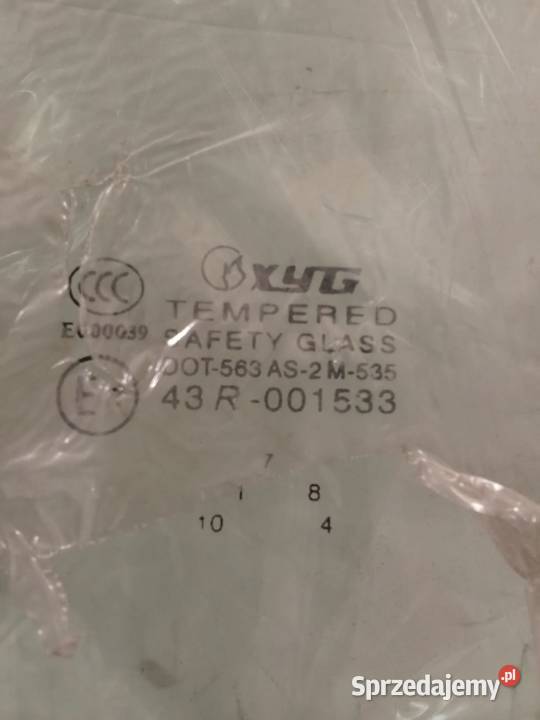 XYG
CCC
TEMPERED
E000039
SAFETY GLASS
DOT-563 AS-2 M-535
43 R -001533
7
1 8
10 4
Sprzedajemy.pl